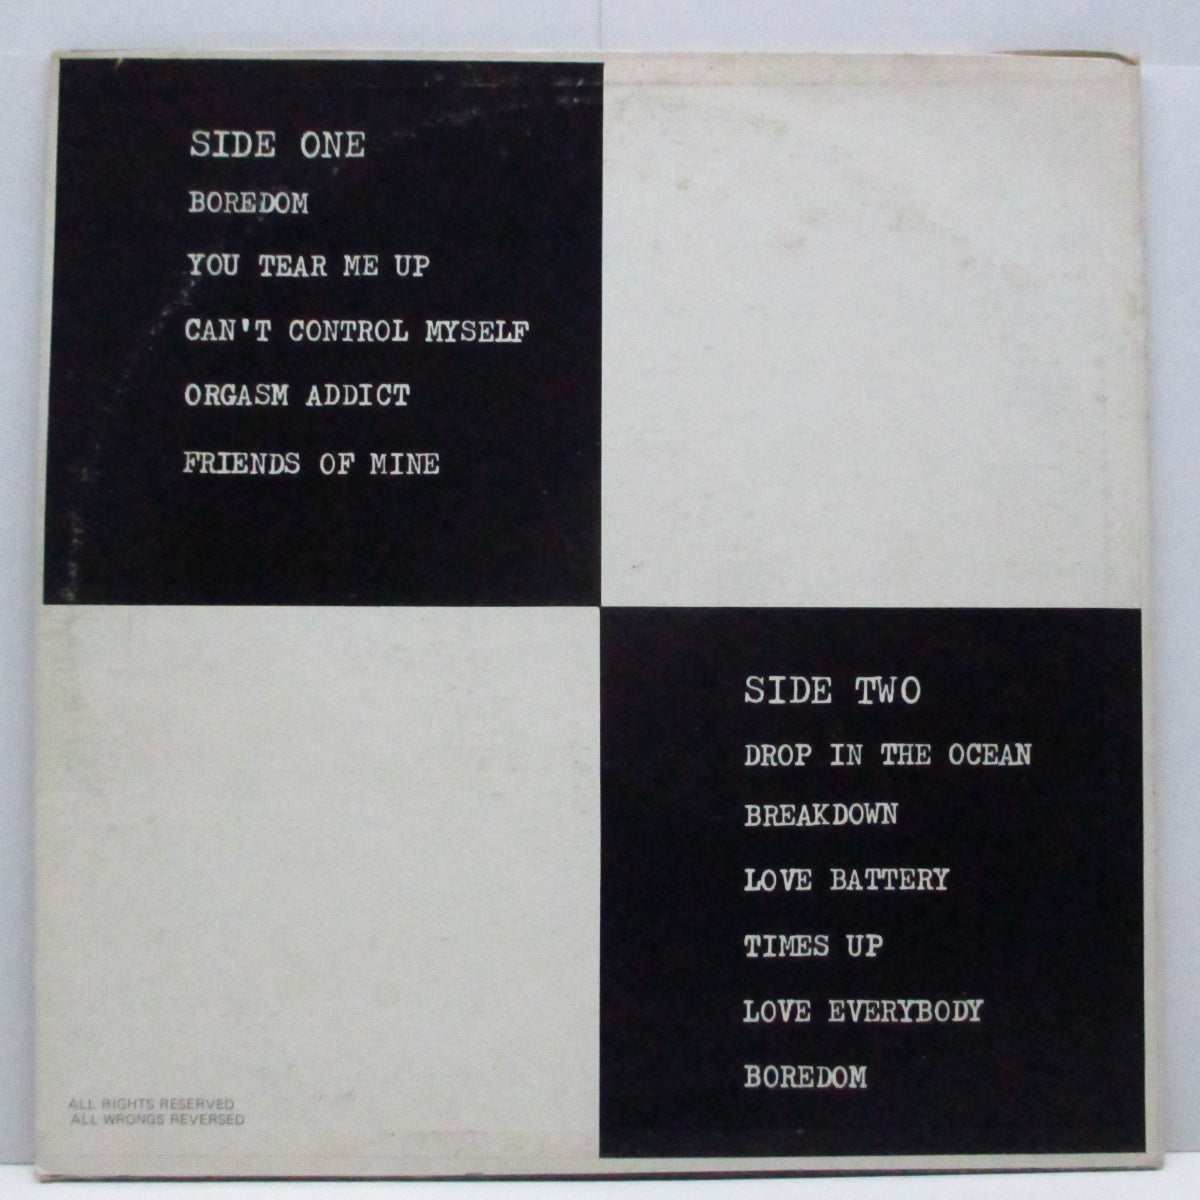 SIDE ONE
BOREDOM
YOU TEAR ME UP
CAN'T CONTROL MYSELF
ORGASM ADDICT
FRIENDS OF MINE
SIDE TWO
DROP IN THE OCEAN
BREAKDOWN
LOVE BATTERY
TIMES UP
LOVE EVERYBODY
BOREDOM
ALL RIGHTS RESERVED
ALL WRONGS REVERSED